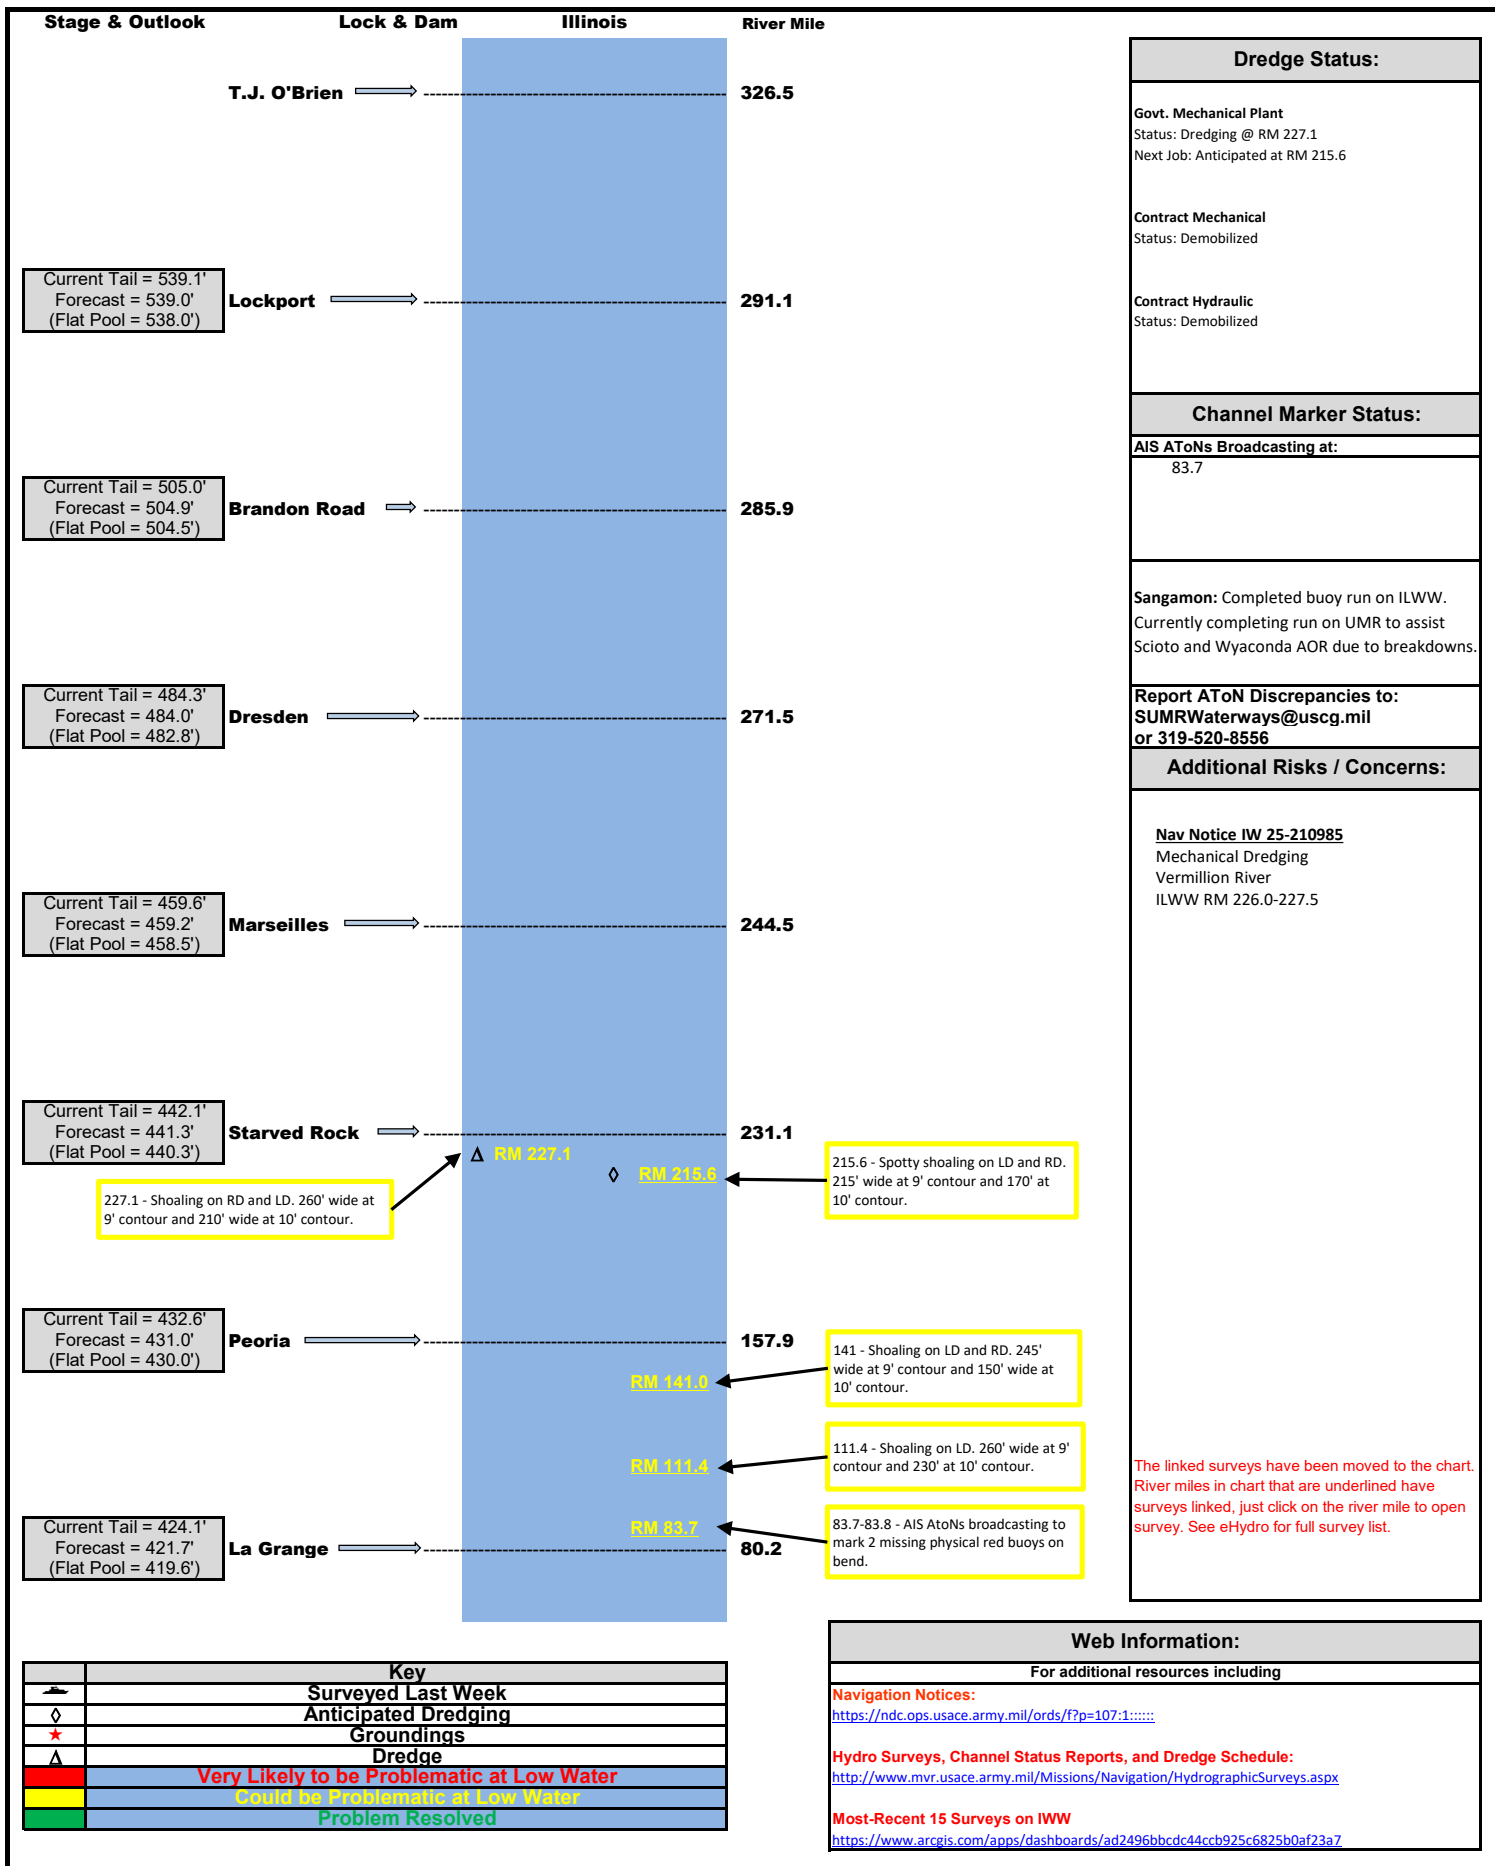 Stage & Outlook Lock & Dam Illinois River Mile
T.J. O'Brien 326.5
Current Tail = 539.1'
Forecast = 539.0'
(Flat Pool = 538.0')
Lockport 291.1
Current Tail = 505.0'
Forecast = 504.9'
(Flat Pool = 504.5')
Brandon Road 285.9
Current Tail = 484.3'
Forecast = 484.0'
(Flat Pool = 482.8')
Dresden 271.5
Current Tail = 459.6'
Forecast = 459.2'
(Flat Pool = 458.5')
Marseilles 244.5
Current Tail = 442.1'
Forecast = 441.3'
(Flat Pool = 440.3')
Starved Rock 231.1
RM 227.1
RM 215.6
227.1 - Shoaling on RD and LD. 260' wide at
9' contour and 210' wide at 10' contour.
215.6 - Spotty shoaling on LD and RD.
215' wide at 9' contour and 170' at
10' contour.
Current Tail = 432.6'
Forecast = 431.0'
(Flat Pool = 430.0')
Peoria 157.9
RM 141.0
141 - Shoaling on LD and RD. 245'
wide at 9' contour and 150' wide at
10' contour.
RM 111.4
111.4 - Shoaling on LD. 260' wide at 9'
contour and 230' at 10' contour.
RM 83.7
83.7-83.8 - AIS AtoNs broadcasting to
mark 2 missing physical red buoys on
bend.
Current Tail = 424.1'
Forecast = 421.7'
(Flat Pool = 419.6')
La Grange 80.2
Dredge Status:
Govt. Mechanical Plant
Status: Dredging @ RM 227.1
Next Job: Anticipated at RM 215.6
Contract Mechanical
Status: Demobilized
Contract Hydraulic
Status: Demobilized
Channel Marker Status:
AIS AToNs Broadcasting at:
83.7
Sangamon: Completed buoy run on ILWW.
Currently completing run on UMR to assist
Scioto and Wyaconda AOR due to breakdowns.
Report AToN Discrepancies to:
SUMRWaterways@uscg.mil
or 319-520-8556
Additional Risks / Concerns:
Nav Notice IW 25-210985
Mechanical Dredging
Vermillion River
ILWW RM 226.0-227.5
The linked surveys have been moved to the chart.
River miles in chart that are underlined have
surveys linked, just click on the river mile to open
survey. See eHydro for full survey list.
Key
Surveyed Last Week
Anticipated Dredging
Groundings
Dredge
Very Likely to be Problematic at Low Water
Could be Problematic at Low Water
Problem Resolved
Web Information:
For additional resources including
Navigation Notices:
https://ndc.ops.usace.army.mil/ords/f?p=107:1::::::
Hydro Surveys, Channel Status Reports, and Dredge Schedule:
http://www.mvr.usace.army.mil/Missions/Navigation/HydrographicSurveys.aspx
Most-Recent 15 Surveys on IWW
https://www.arcgis.com/apps/dashboards/ad2496bbcdc44ccb925c6825b0af23a7